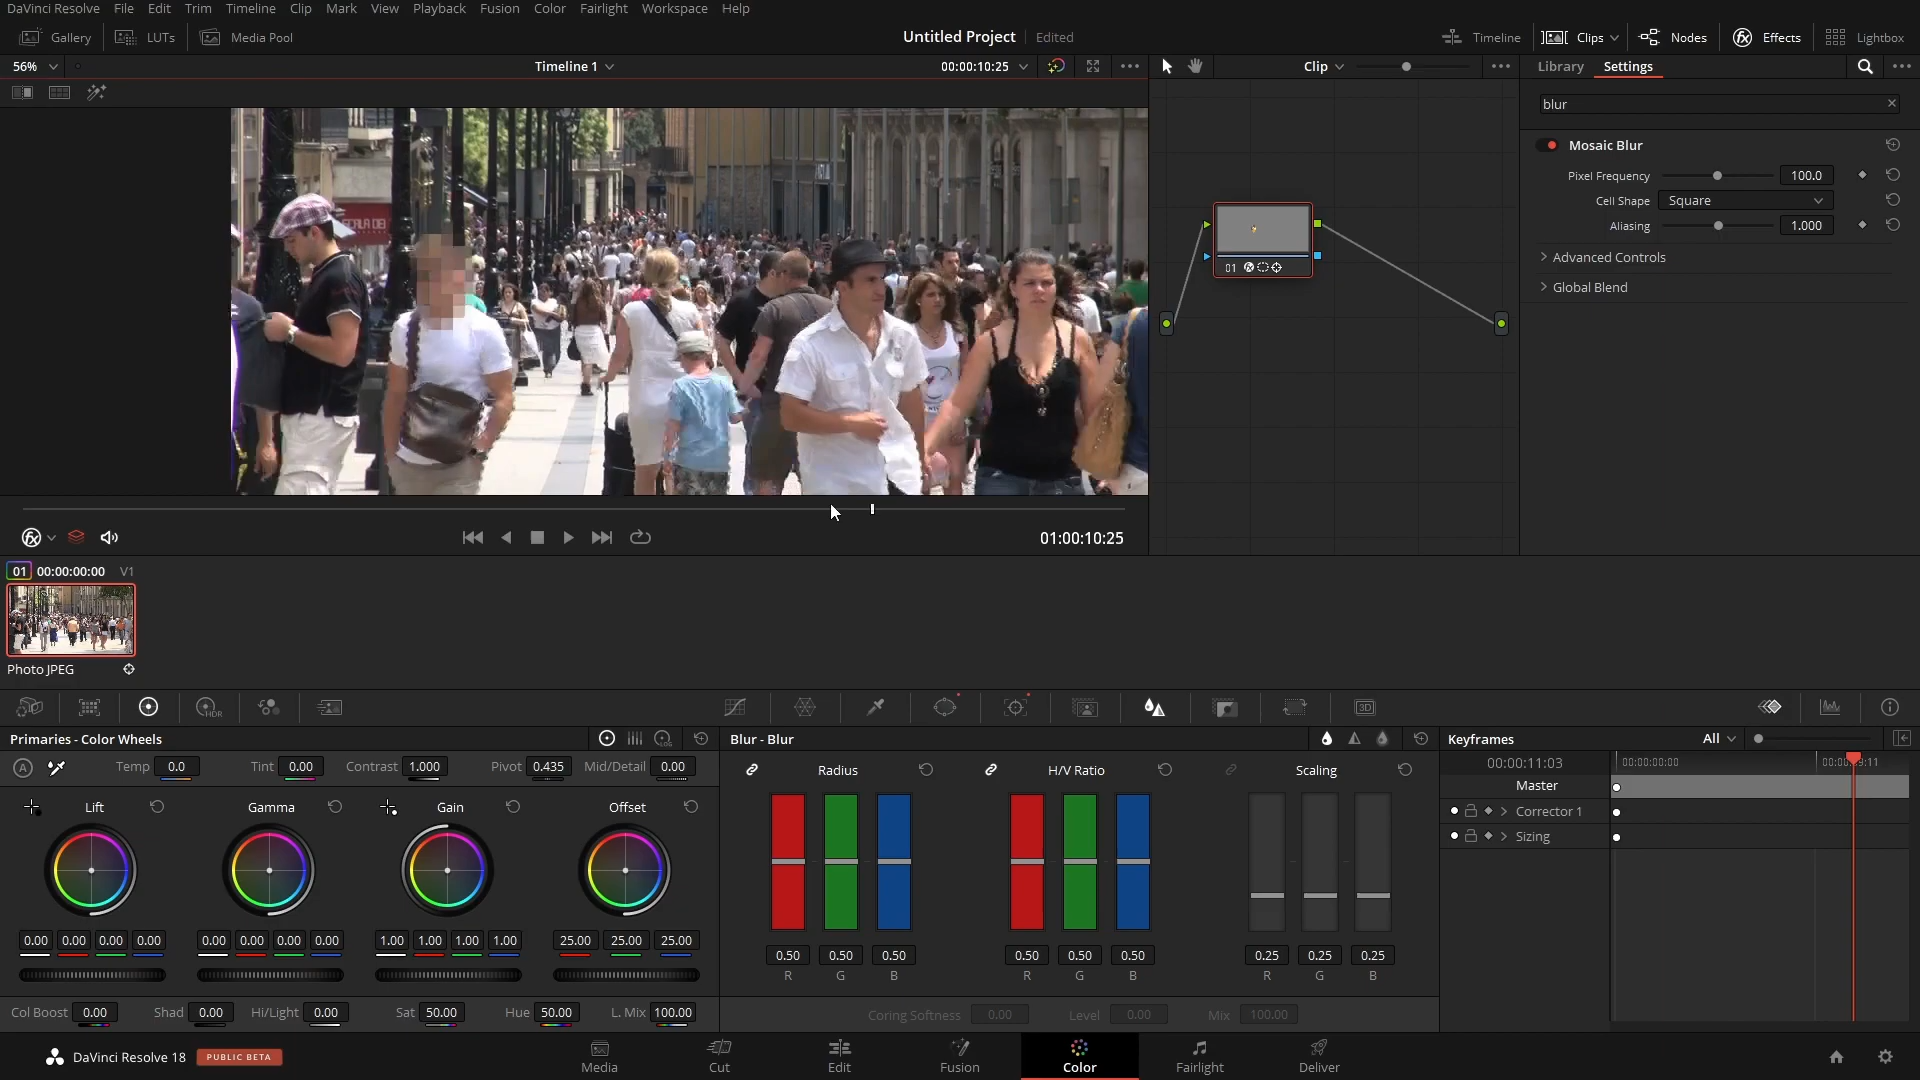 DaVinci Resolve File Edit Trim Timeline Clip Mark View Playback Fusion Color Fairlight Workspace Help
Gallery LUTs Media Pool Untitled Project Edited Timeline Clips Nodes Effects Lightbox
56% Timeline 1 00:00:10:25 Clip Library Settings
blur
Mosaic Blur
Pixel Frequency 100.0
Cell Shape Square
Aliasing 1.000
Advanced Controls
Global Blend
01
01:00:10:25
01 00:00:00:00 V1
Photo JPEG
HDR 3D
Primaries - Color Wheels LOG Blur - Blur Keyframes All
A Temp 0.0 Tint 0.00 Contrast 1.000 Pivot 0.435 Mid/Detail 0.00 Radius H/V Ratio Scaling 00:00:11:03 00:00:00:00
Master
Lift Gamma Gain Offset Corrector 1
Sizing
0.00 0.00 0.00 0.00 0.00 0.00 0.00 0.00 1.00 1.00 1.00 1.00 25.00 25.00 25.00
0.50 0.50 0.50 0.50 0.50 0.50 0.25 0.25 0.25
R G B R G B R G B
Col Boost 0.00 Shad 0.00 Hi/Light 0.00 Sat 50.00 Hue 50.00 L. Mix 100.00 Coring Softness 0.00 Level 0.00 Mix 100.00
DaVinci Resolve 18 PUBLIC BETA Media Cut Edit Fusion Color Fairlight Deliver